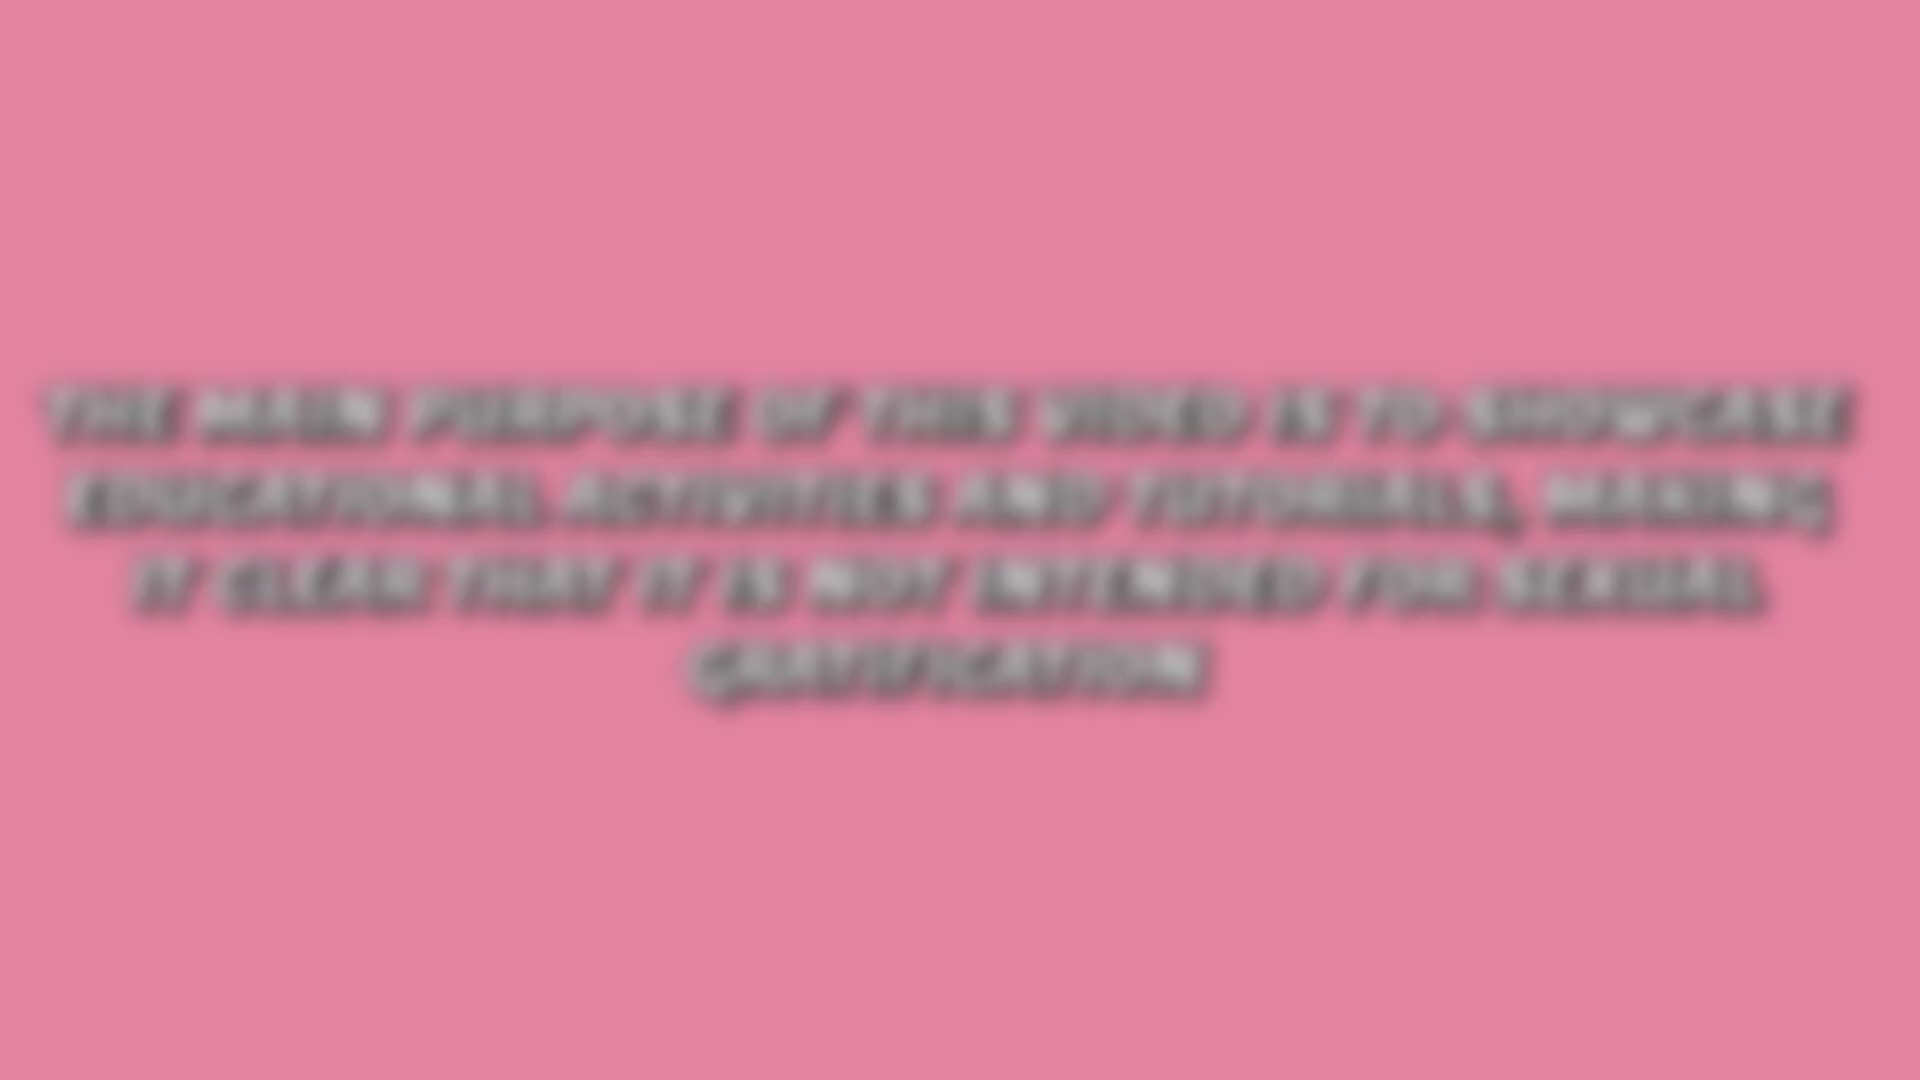 THE MAIN PURPOSE OF THIS VIDEO IS TO SHOWCASE
EDUCATIONAL ACTIVITIES AND TUTORIALS, MAKING
IT CLEAR THAT IT IS NOT INTENDED FOR SEXUAL
GRATIFICATION